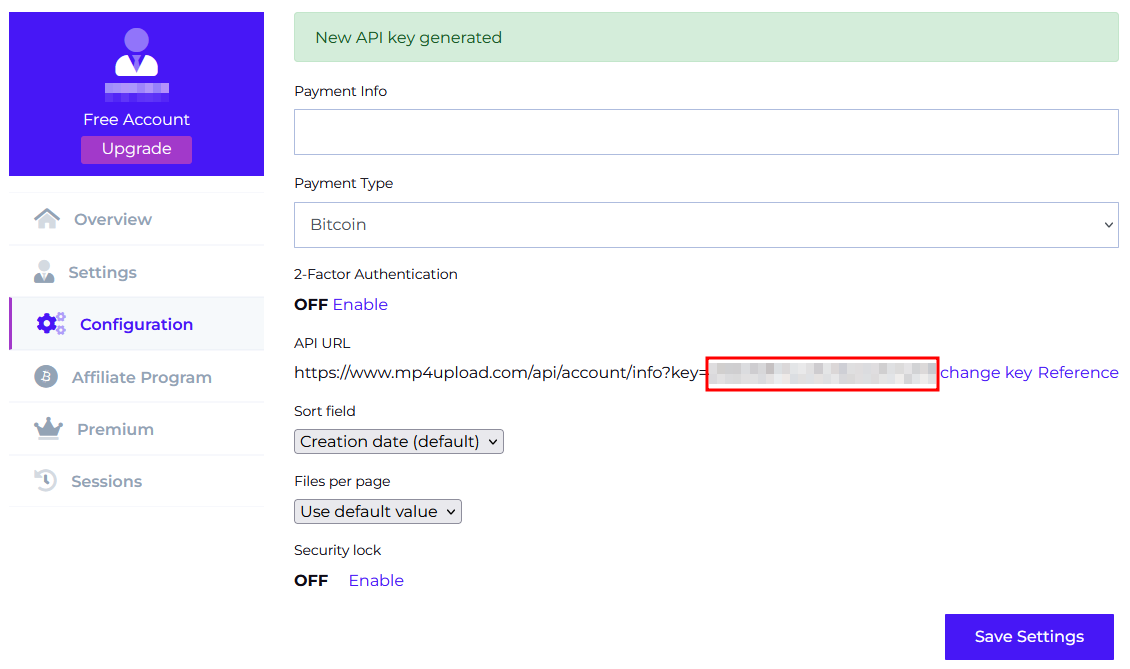 Free Account
Upgrade
Overview
Settings
Configuration
Affiliate Program
Premium
Sessions
New API key generated
Payment Info
Payment Type
Bitcoin
2-Factor Authentication
OFF Enable
API URL
https://www.mp4upload.com/api/account/info?key= change key Reference
Sort field
Creation date (default)
Files per page
Use default value
Security lock
OFF Enable
Save Settings